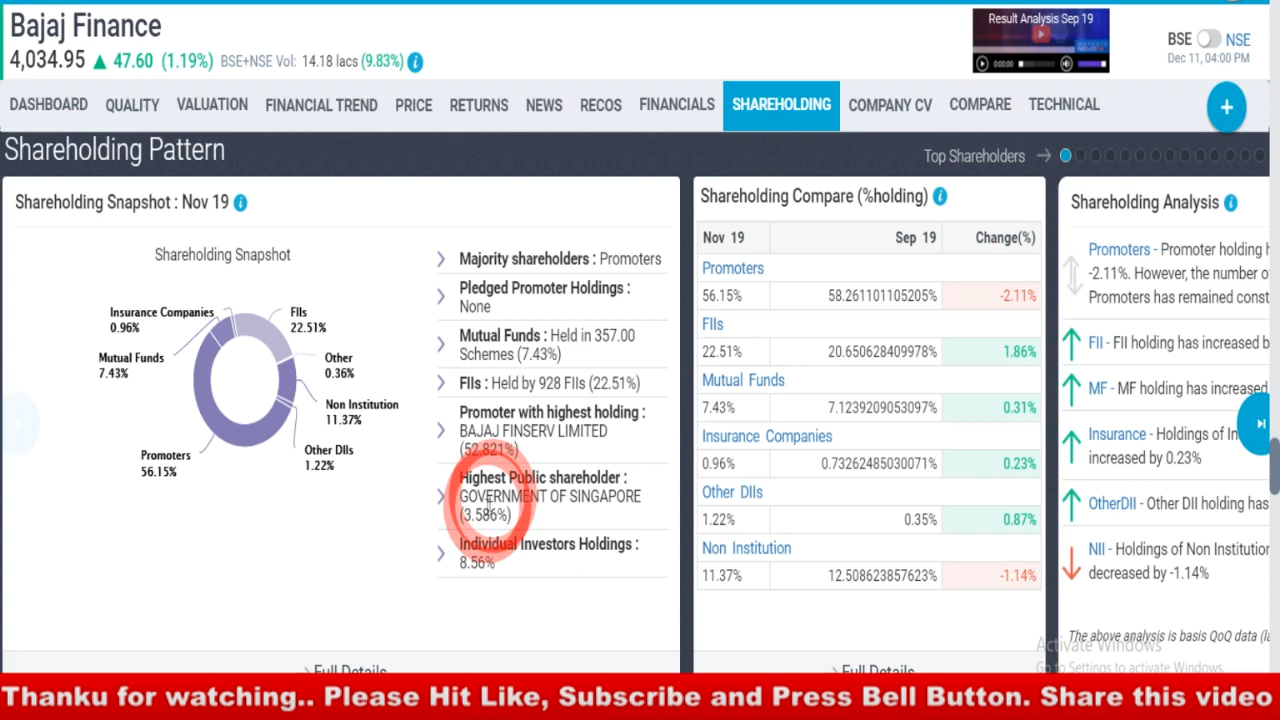 Bajaj Finance
4,034.95 ▲ 47.60 (1.19%) BSE+NSE Vol: 14.18 lacs (9.83%)
Result Analysis Sep 19
0:00:00
BSE NSE
Dec 11, 04:00 PM
DASHBOARD QUALITY VALUATION FINANCIAL TREND PRICE RETURNS NEWS RECOS FINANCIALS SHAREHOLDING COMPANY CV COMPARE TECHNICAL
+
Shareholding Pattern
Top Shareholders
Shareholding Snapshot : Nov 19
Shareholding Snapshot
Insurance Companies
0.96%
FIIs
22.51%
Mutual Funds
7.43%
Other
0.36%
Non Institution
11.37%
Promoters
56.15%
Other DIIs
1.22%
Majority shareholders : Promoters
Pledged Promoter Holdings :
None
Mutual Funds : Held in 357.00
Schemes (7.43%)
FIIs : Held by 928 FIIs (22.51%)
Promoter with highest holding :
BAJAJ FINSERV LIMITED
(52.821%)
Highest Public shareholder :
GOVERNMENT OF SINGAPORE
(3.586%)
Individual Investors Holdings :
8.56%
Full Details
Shareholding Compare (%holding)
Nov 19 Sep 19 Change(%)
Promoters
56.15% 58.261101105205% -2.11%
FIIs
22.51% 20.650628409978% 1.86%
Mutual Funds
7.43% 7.1239209053097% 0.31%
Insurance Companies
0.96% 0.73262485030071% 0.23%
Other DIIs
1.22% 0.35% 0.87%
Non Institution
11.37% 12.508623857623% -1.14%
Full Details
Shareholding Analysis
Promoters - Promoter holding h
-2.11%. However, the number o
Promoters has remained const
FII - FII holding has increased b
MF - MF holding has increased
Insurance - Holdings of In
increased by 0.23%
OtherDII - Other DII holding has
NII - Holdings of Non Institution
decreased by -1.14%
The above analysis is basis QoQ data (la
Activate Windows
Go to Settings to activate Windows.
Thanku for watching.. Please Hit Like, Subscribe and Press Bell Button. Share this video